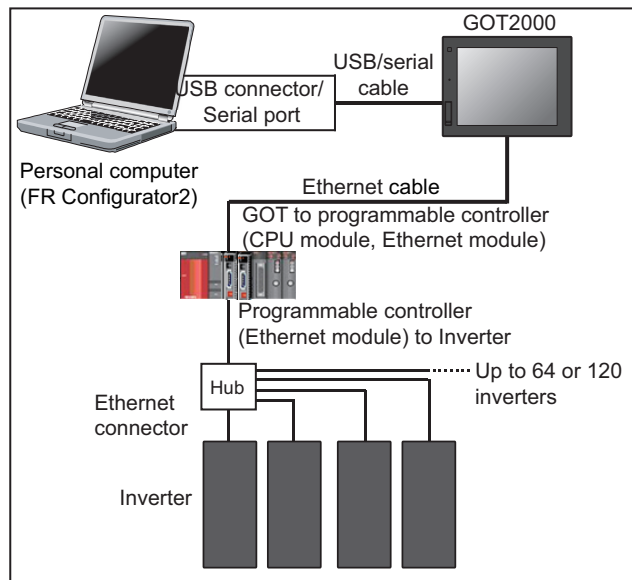 GOT2000
USB/serial
cable
USB connector/
Serial port
Personal computer
(FR Configurator2)
Ethernet cable
GOT to programmable controller
(CPU module, Ethernet module)
Programmable controller
(Ethernet module) to Inverter
Hub
Up to 64 or 120
inverters
Ethernet
connector
Inverter